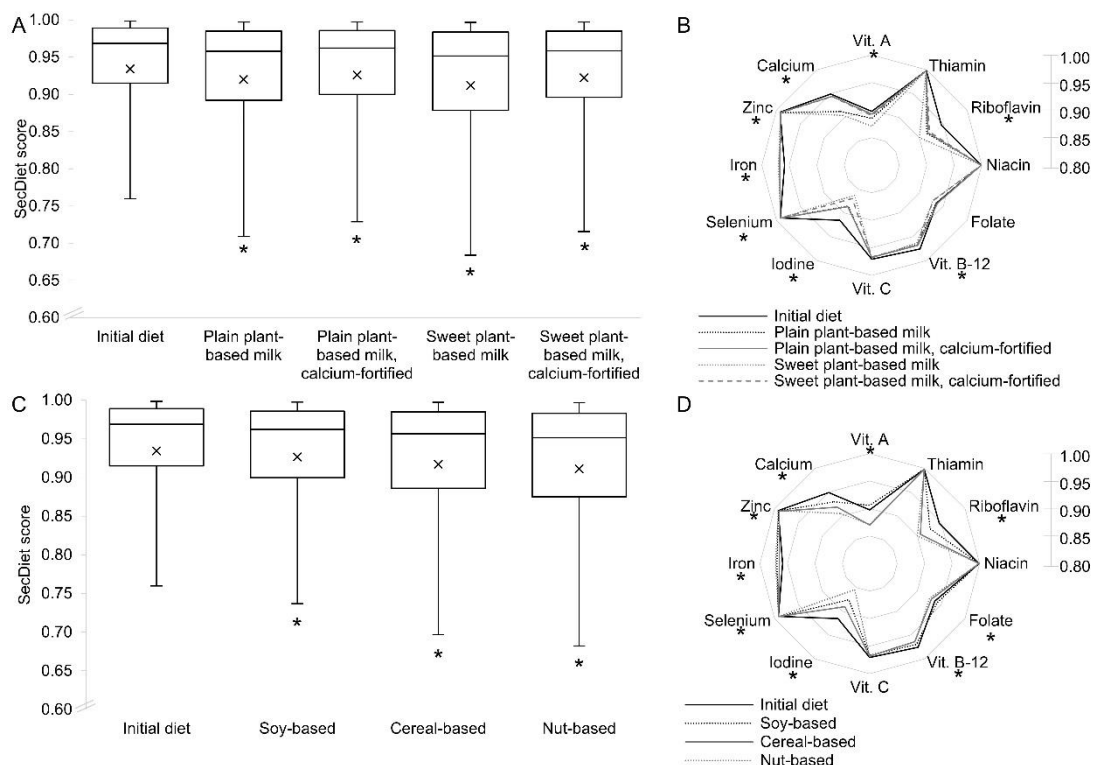 A
1.00
0.95
0.90
0.85
0.80
0.75
0.70
0.65
0.60
SecDiet score
*
*
*
*
Initial diet
Plain plant-
based milk
Plain plant-
based milk,
calcium-fortified
Sweet plant-
based milk
Sweet plant-
based milk,
calcium-fortified
B
Vit. A
*
Thiamin
Riboflavin
*
Niacin
Folate
Vit. B-12
*
Vit. C
Iodine
*
Selenium
*
Iron
*
Zinc
*
Calcium
*
1.00
0.95
0.90
0.85
0.80
Initial diet
Plain plant-based milk
Plain plant-based milk, calcium-fortified
Sweet plant-based milk
Sweet plant-based milk, calcium-fortified
C
1.00
0.95
0.90
0.85
0.80
0.75
0.70
0.65
0.60
SecDiet score
*
*
*
Initial diet
Soy-based
Cereal-based
Nut-based
D
Vit. A
*
Thiamin
Riboflavin
*
Niacin
Folate
*
Vit. B-12
*
Vit. C
Iodine
*
Selenium
*
Iron
*
Zinc
*
Calcium
*
1.00
0.95
0.90
0.85
0.80
Initial diet
Soy-based
Cereal-based
Nut-based